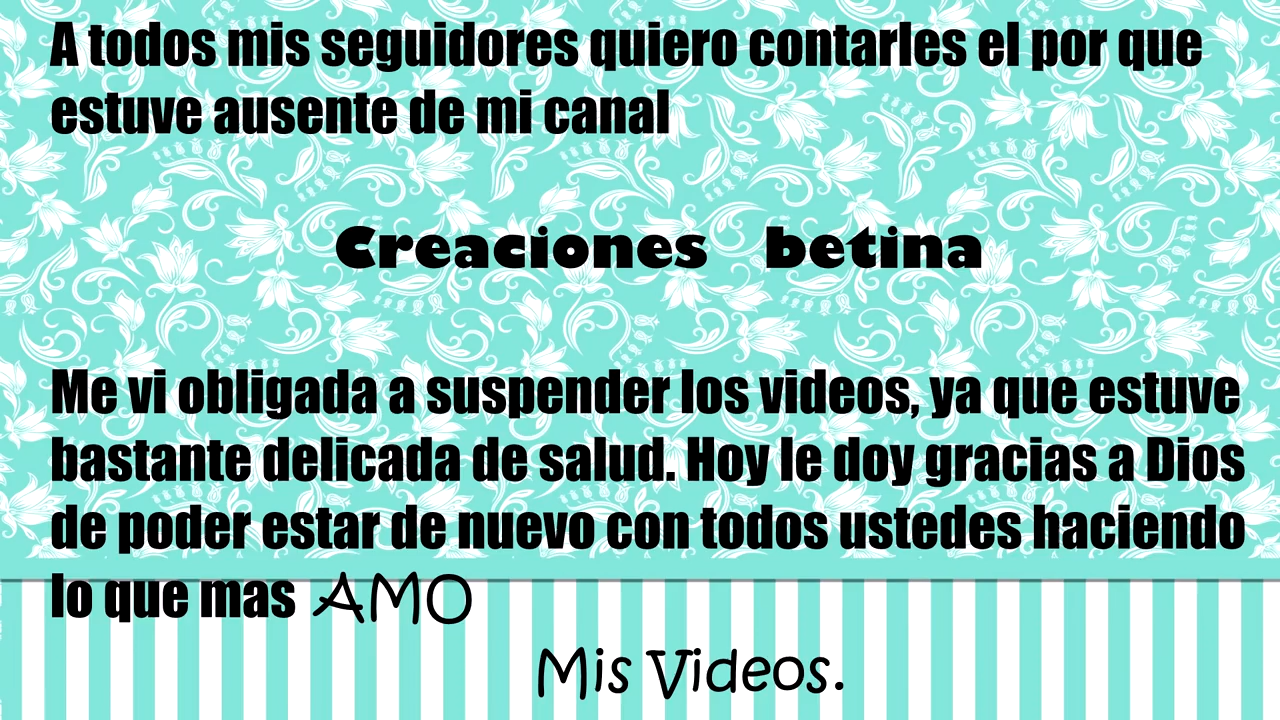 A todos mis seguidores quiero contarles el por que
estuve ausente de mi canal
Creaciones betina
Me vi obligada a suspender los videos, ya que estuve
bastante delicada de salud. Hoy le doy gracias a Dios
de poder estar de nuevo con todos ustedes haciendo
lo que mas AMO
Mis Videos.